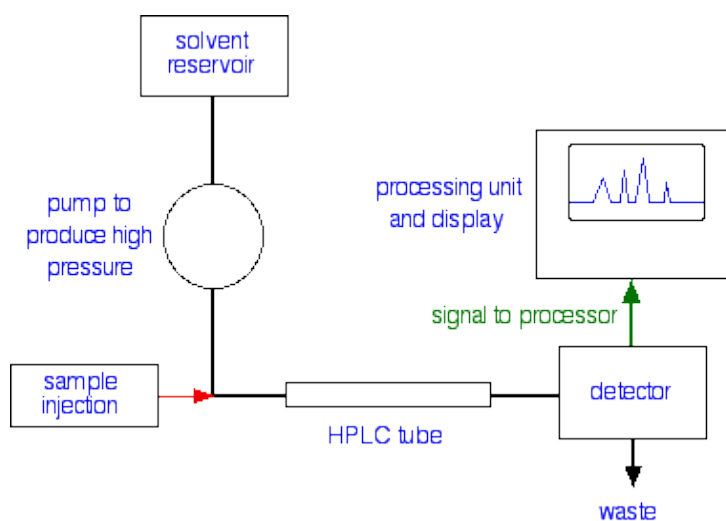 solvent
reservoir
pump to
produce high
pressure
processing unit
and display
signal to processor
sample
injection
HPLC tube
detector
waste